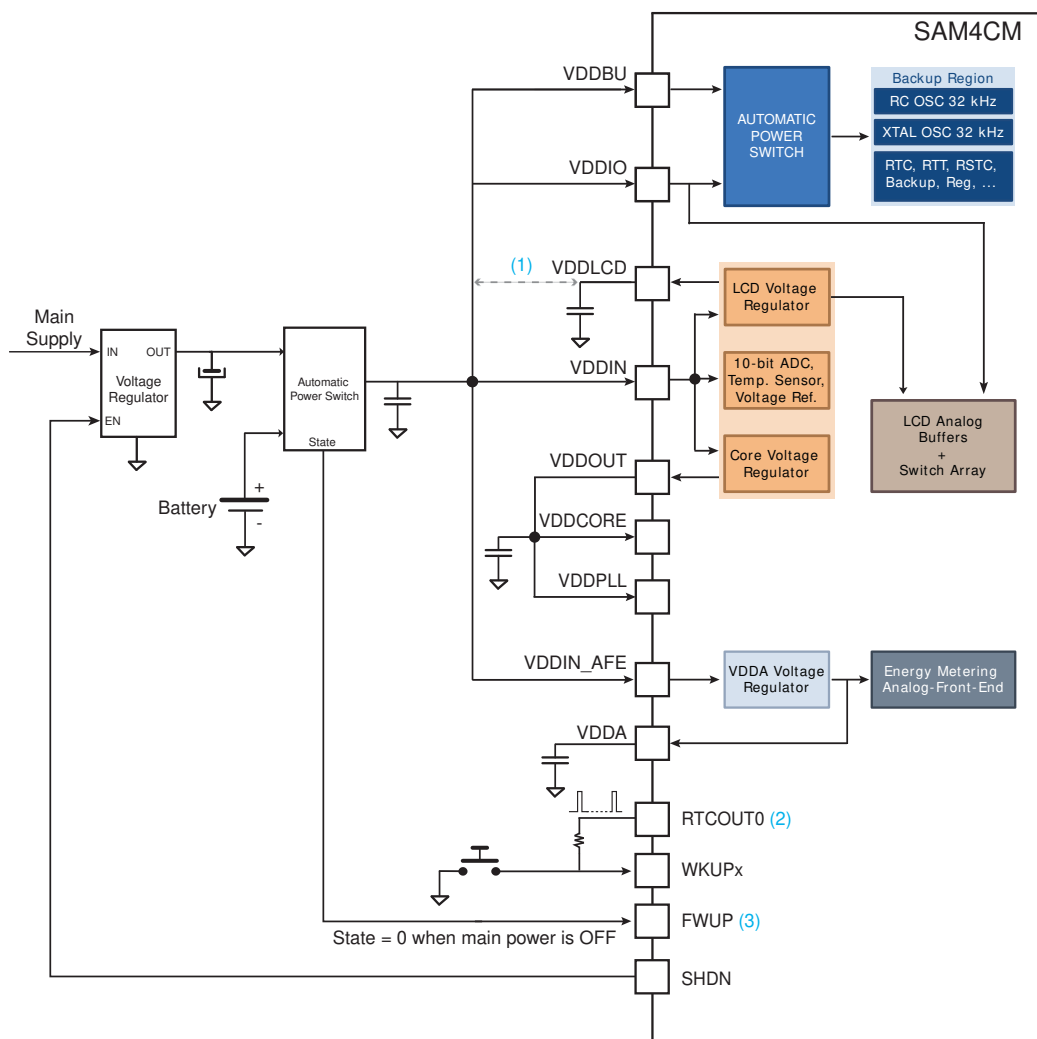 SAM4CM
VDDBU
AUTOMATIC
POWER
SWITCH
Backup Region
RC OSC 32 kHz
XTAL OSC 32 kHz
RTC, RTT, RSTC,
Backup, Reg, ...
VDDIO
(1)
VDDLCD
LCD Voltage
Regulator
Main
Supply
IN
OUT
Voltage
Regulator
EN
Automatic
Power Switch
State
VDDIN
10-bit ADC,
Temp. Sensor,
Voltage Ref.
LCD Analog
Buffers
+
Switch Array
VDDOUT
Core Voltage
Regulator
+
Battery
-
VDDCORE
VDDPLL
VDDIN_AFE
VDDA Voltage
Regulator
Energy Metering
Analog-Front-End
VDDA
RTCOUT0 (2)
WKUPx
FWUP (3)
State = 0 when main power is OFF
SHDN